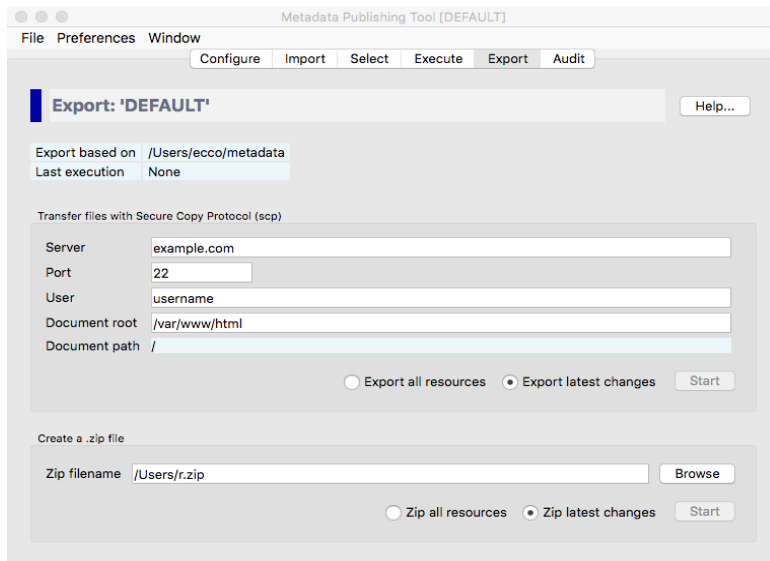 Metadata Publishing Tool [DEFAULT]
File Preferences Window
Configure Import Select Execute Export Audit
Export: 'DEFAULT'
Help...
Export based on /Users/ecco/metadata
Last execution None
Transfer files with Secure Copy Protocol (scp)
Server example.com
Port 22
User username
Document root /var/www/html
Document path /
Export all resources Export latest changes Start
Create a .zip file
Zip filename /Users/r.zip Browse
Zip all resources Zip latest changes Start